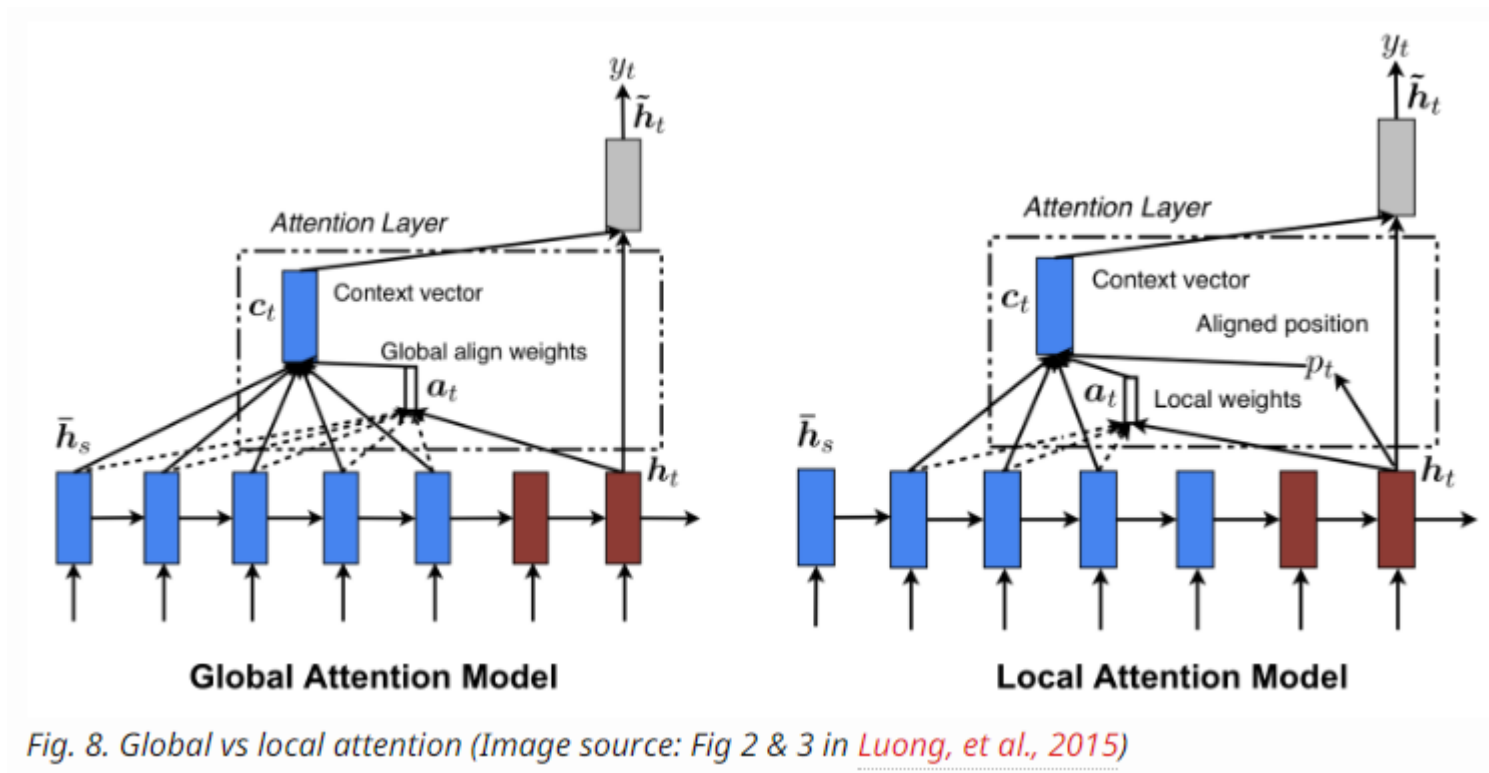 y_t
h̃_t
Attention Layer
c_t
Context vector
Global align weights
a_t
h̄_s
h_t
Global Attention Model
y_t
h̃_t
Attention Layer
c_t
Context vector
Aligned position
p_t
a_t
Local weights
h̄_s
h_t
Local Attention Model
Fig. 8. Global vs local attention (Image source: Fig 2 & 3 in Luong, et al., 2015)